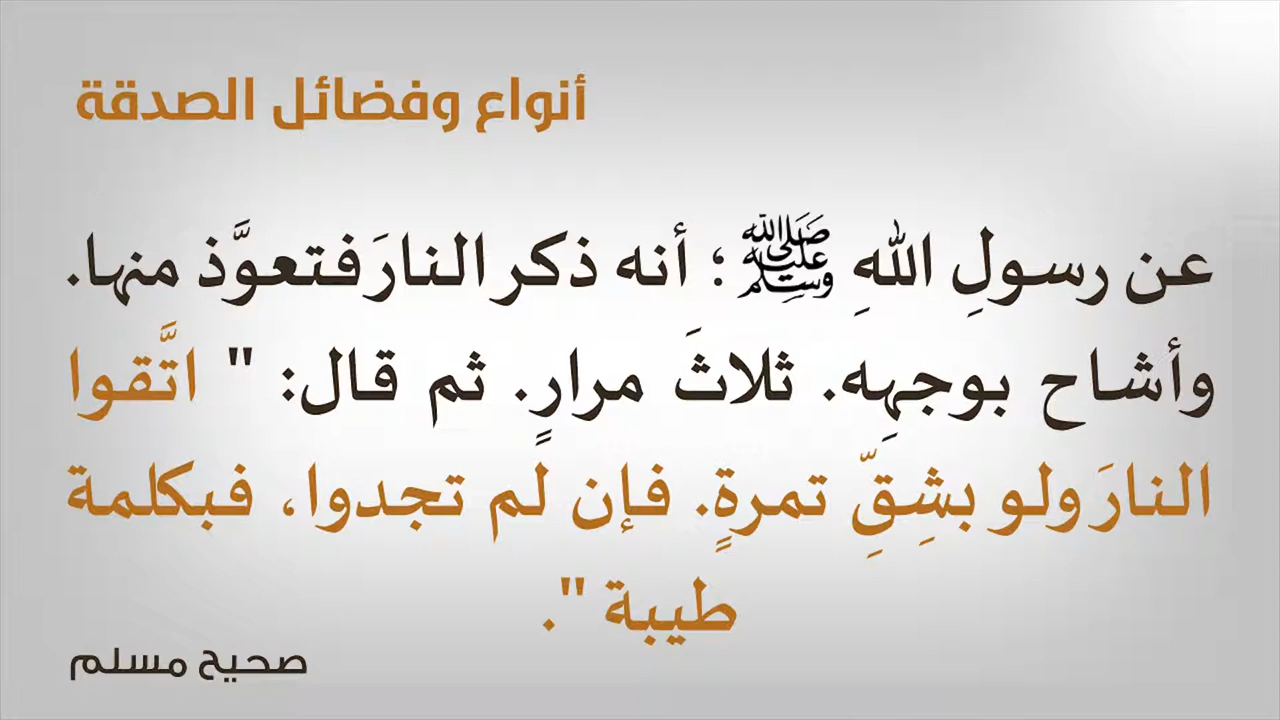 أنواع وفضائل الصدقة
عن رسولِ اللهِ ﷺ ؛ أنه ذكر النارَ فتعوَّذ منها.
وأشاح بوجهِه. ثلاثَ مرارٍ. ثم قال: " اتَّقوا
النارَ ولو بشِقِّ تمرةٍ. فإن لم تجدوا، فبكلمة
طيبة ".
صحيح مسلم